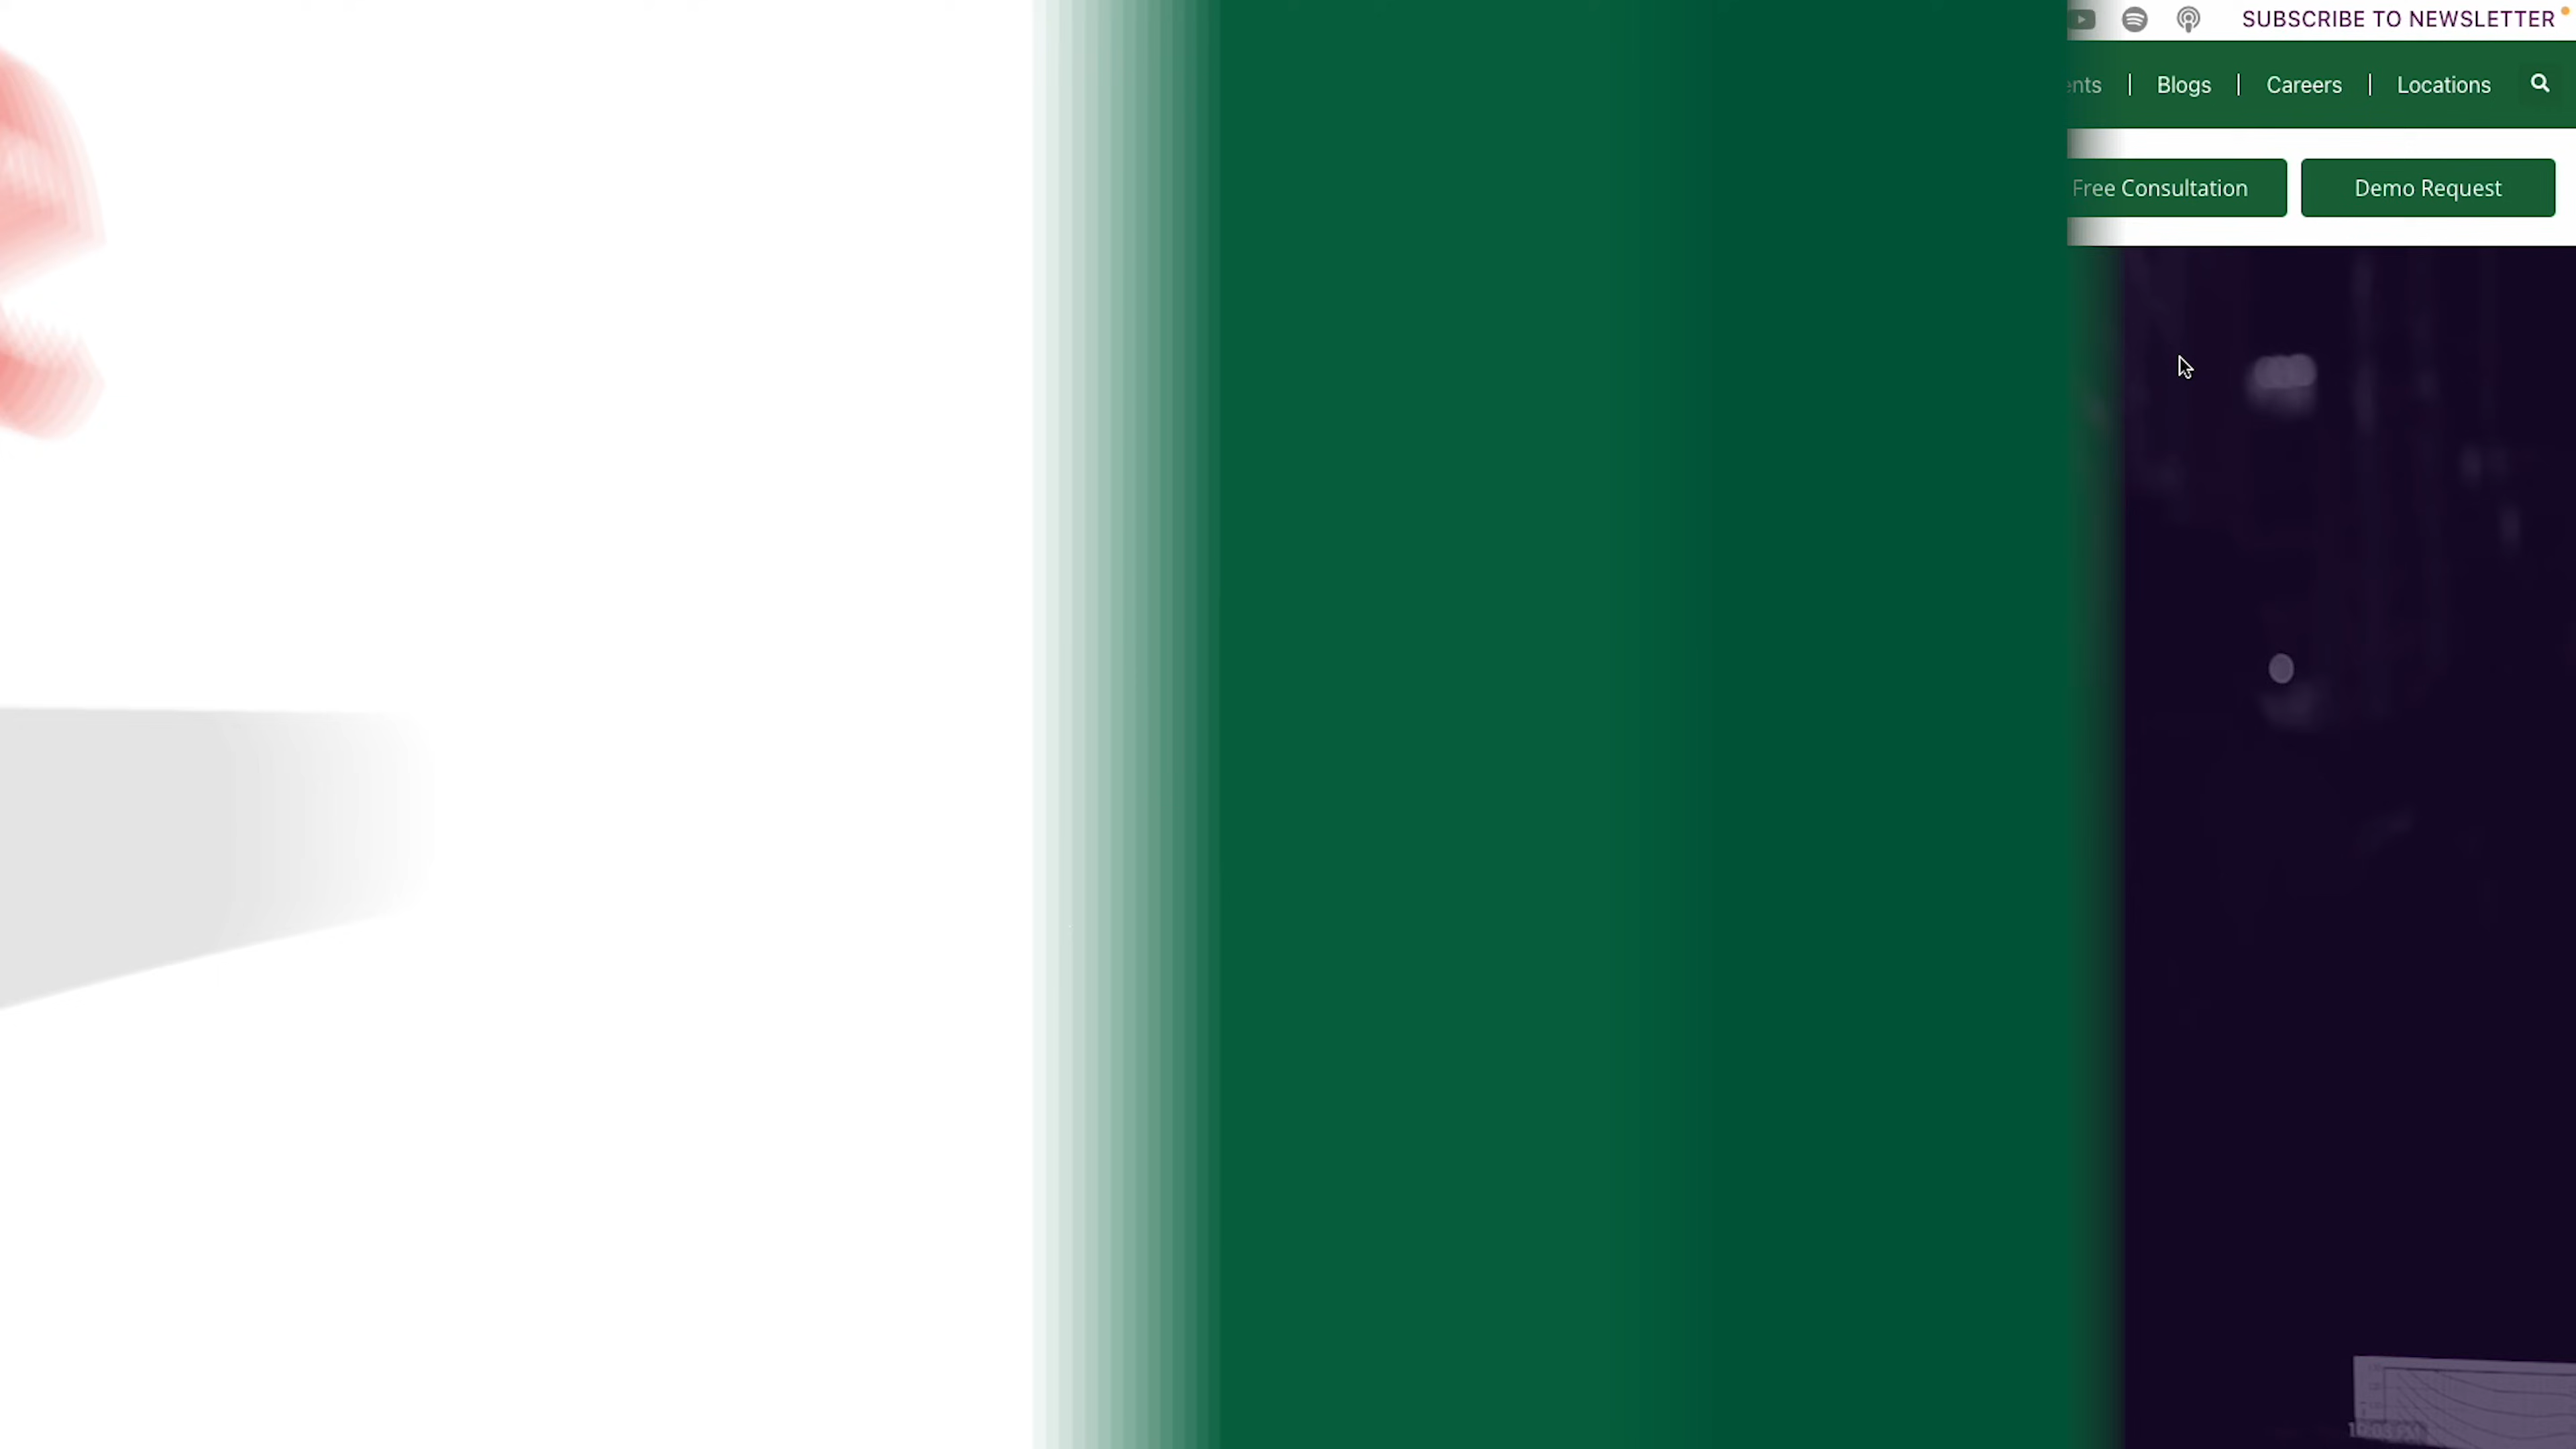 SUBSCRIBE TO NEWSLETTER
Blogs | Careers | Locations
Free Consultation
Demo Request